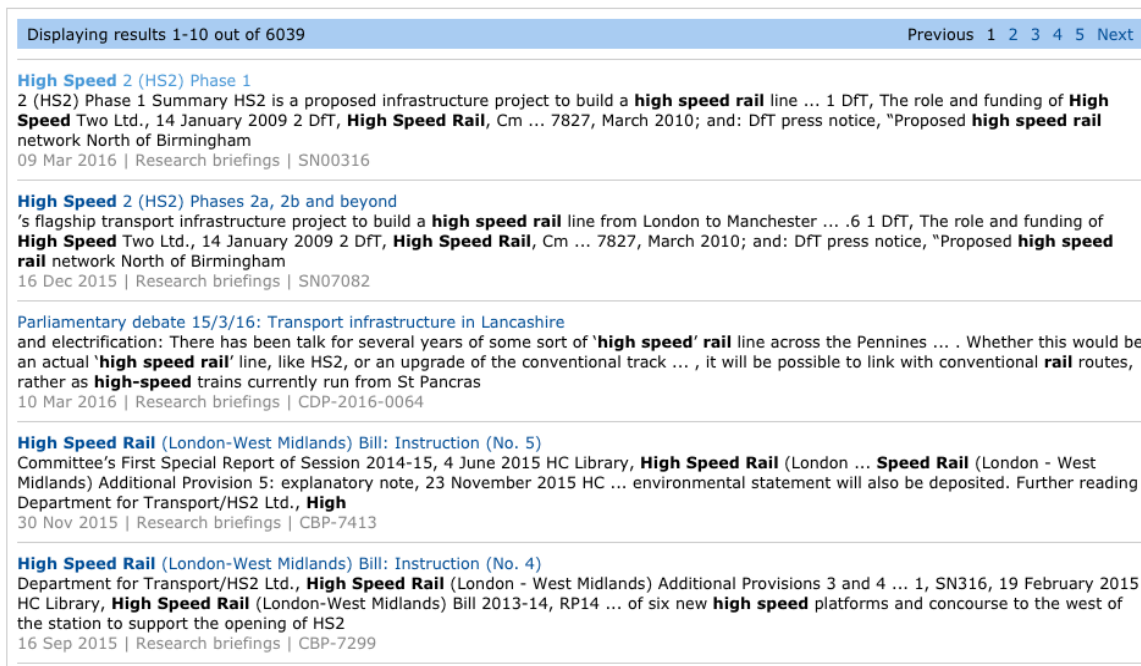 Displaying results 1-10 out of 6039
Previous 1 2 3 4 5 Next
High Speed 2 (HS2) Phase 1
2 (HS2) Phase 1 Summary HS2 is a proposed infrastructure project to build a high speed rail line ... 1 DfT, The role and funding of High
Speed Two Ltd., 14 January 2009 2 DfT, High Speed Rail, Cm ... 7827, March 2010; and: DfT press notice, “Proposed high speed rail
network North of Birmingham
09 Mar 2016 | Research briefings | SN00316
High Speed 2 (HS2) Phases 2a, 2b and beyond
’s flagship transport infrastructure project to build a high speed rail line from London to Manchester ... .6 1 DfT, The role and funding of
High Speed Two Ltd., 14 January 2009 2 DfT, High Speed Rail, Cm ... 7827, March 2010; and: DfT press notice, “Proposed high speed
rail network North of Birmingham
16 Dec 2015 | Research briefings | SN07082
Parliamentary debate 15/3/16: Transport infrastructure in Lancashire
and electrification: There has been talk for several years of some sort of ‘high speed’ rail line across the Pennines ... . Whether this would be
an actual ‘high speed rail’ line, like HS2, or an upgrade of the conventional track ... , it will be possible to link with conventional rail routes,
rather as high-speed trains currently run from St Pancras
10 Mar 2016 | Research briefings | CDP-2016-0064
High Speed Rail (London-West Midlands) Bill: Instruction (No. 5)
Committee’s First Special Report of Session 2014-15, 4 June 2015 HC Library, High Speed Rail (London ... Speed Rail (London - West
Midlands) Additional Provision 5: explanatory note, 23 November 2015 HC ... environmental statement will also be deposited. Further reading
Department for Transport/HS2 Ltd., High
30 Nov 2015 | Research briefings | CBP-7413
High Speed Rail (London-West Midlands) Bill: Instruction (No. 4)
Department for Transport/HS2 Ltd., High Speed Rail (London - West Midlands) Additional Provisions 3 and 4 ... 1, SN316, 19 February 2015
HC Library, High Speed Rail (London-West Midlands) Bill 2013-14, RP14 ... of six new high speed platforms and concourse to the west of
the station to support the opening of HS2
16 Sep 2015 | Research briefings | CBP-7299